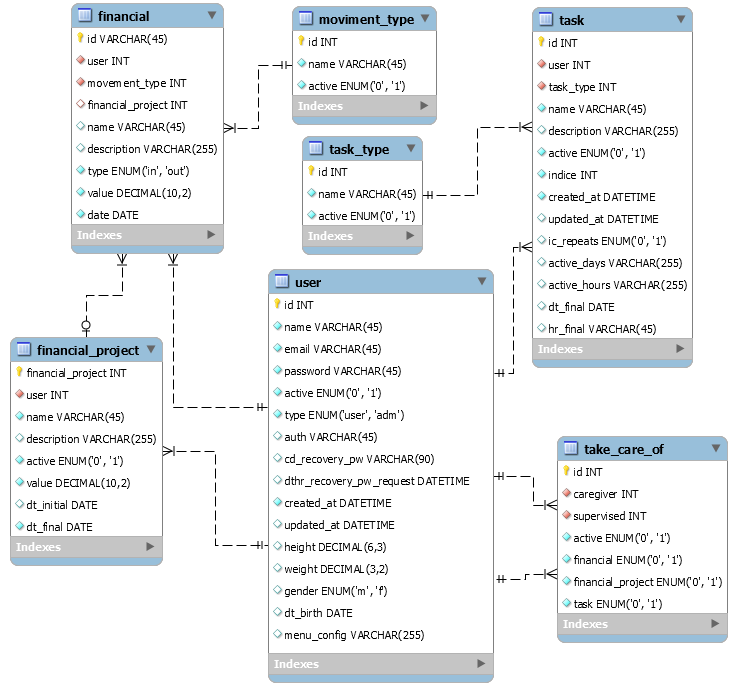 financial
id VARCHAR(45)
user INT
movement_type INT
financial_project INT
name VARCHAR(45)
description VARCHAR(255)
type ENUM('in', 'out')
value DECIMAL(10,2)
date DATE
Indexes
moviment_type
id INT
name VARCHAR(45)
active ENUM('0', '1')
Indexes
task_type
id INT
name VARCHAR(45)
active ENUM('0', '1')
Indexes
task
id INT
user INT
task_type INT
name VARCHAR(45)
description VARCHAR(255)
active ENUM('0', '1')
indice INT
created_at DATETIME
updated_at DATETIME
ic_repeats ENUM('0', '1')
active_days VARCHAR(255)
active_hours VARCHAR(255)
dt_final DATE
hr_final VARCHAR(45)
Indexes
financial_project
financial_project INT
user INT
name VARCHAR(45)
description VARCHAR(255)
active ENUM('0', '1')
value DECIMAL(10,2)
dt_initial DATE
dt_final DATE
Indexes
user
id INT
name VARCHAR(45)
email VARCHAR(45)
password VARCHAR(45)
active ENUM('0', '1')
type ENUM('user', 'adm')
auth VARCHAR(45)
cd_recovery_pw VARCHAR(90)
dthr_recovery_pw_request DATETIME
created_at DATETIME
updated_at DATETIME
height DECIMAL(6,3)
weight DECIMAL(3,2)
gender ENUM('m', 'f')
dt_birth DATE
menu_config VARCHAR(255)
Indexes
take_care_of
id INT
caregiver INT
supervised INT
active ENUM('0', '1')
financial ENUM('0', '1')
financial_project ENUM('0', '1')
task ENUM('0', '1')
Indexes